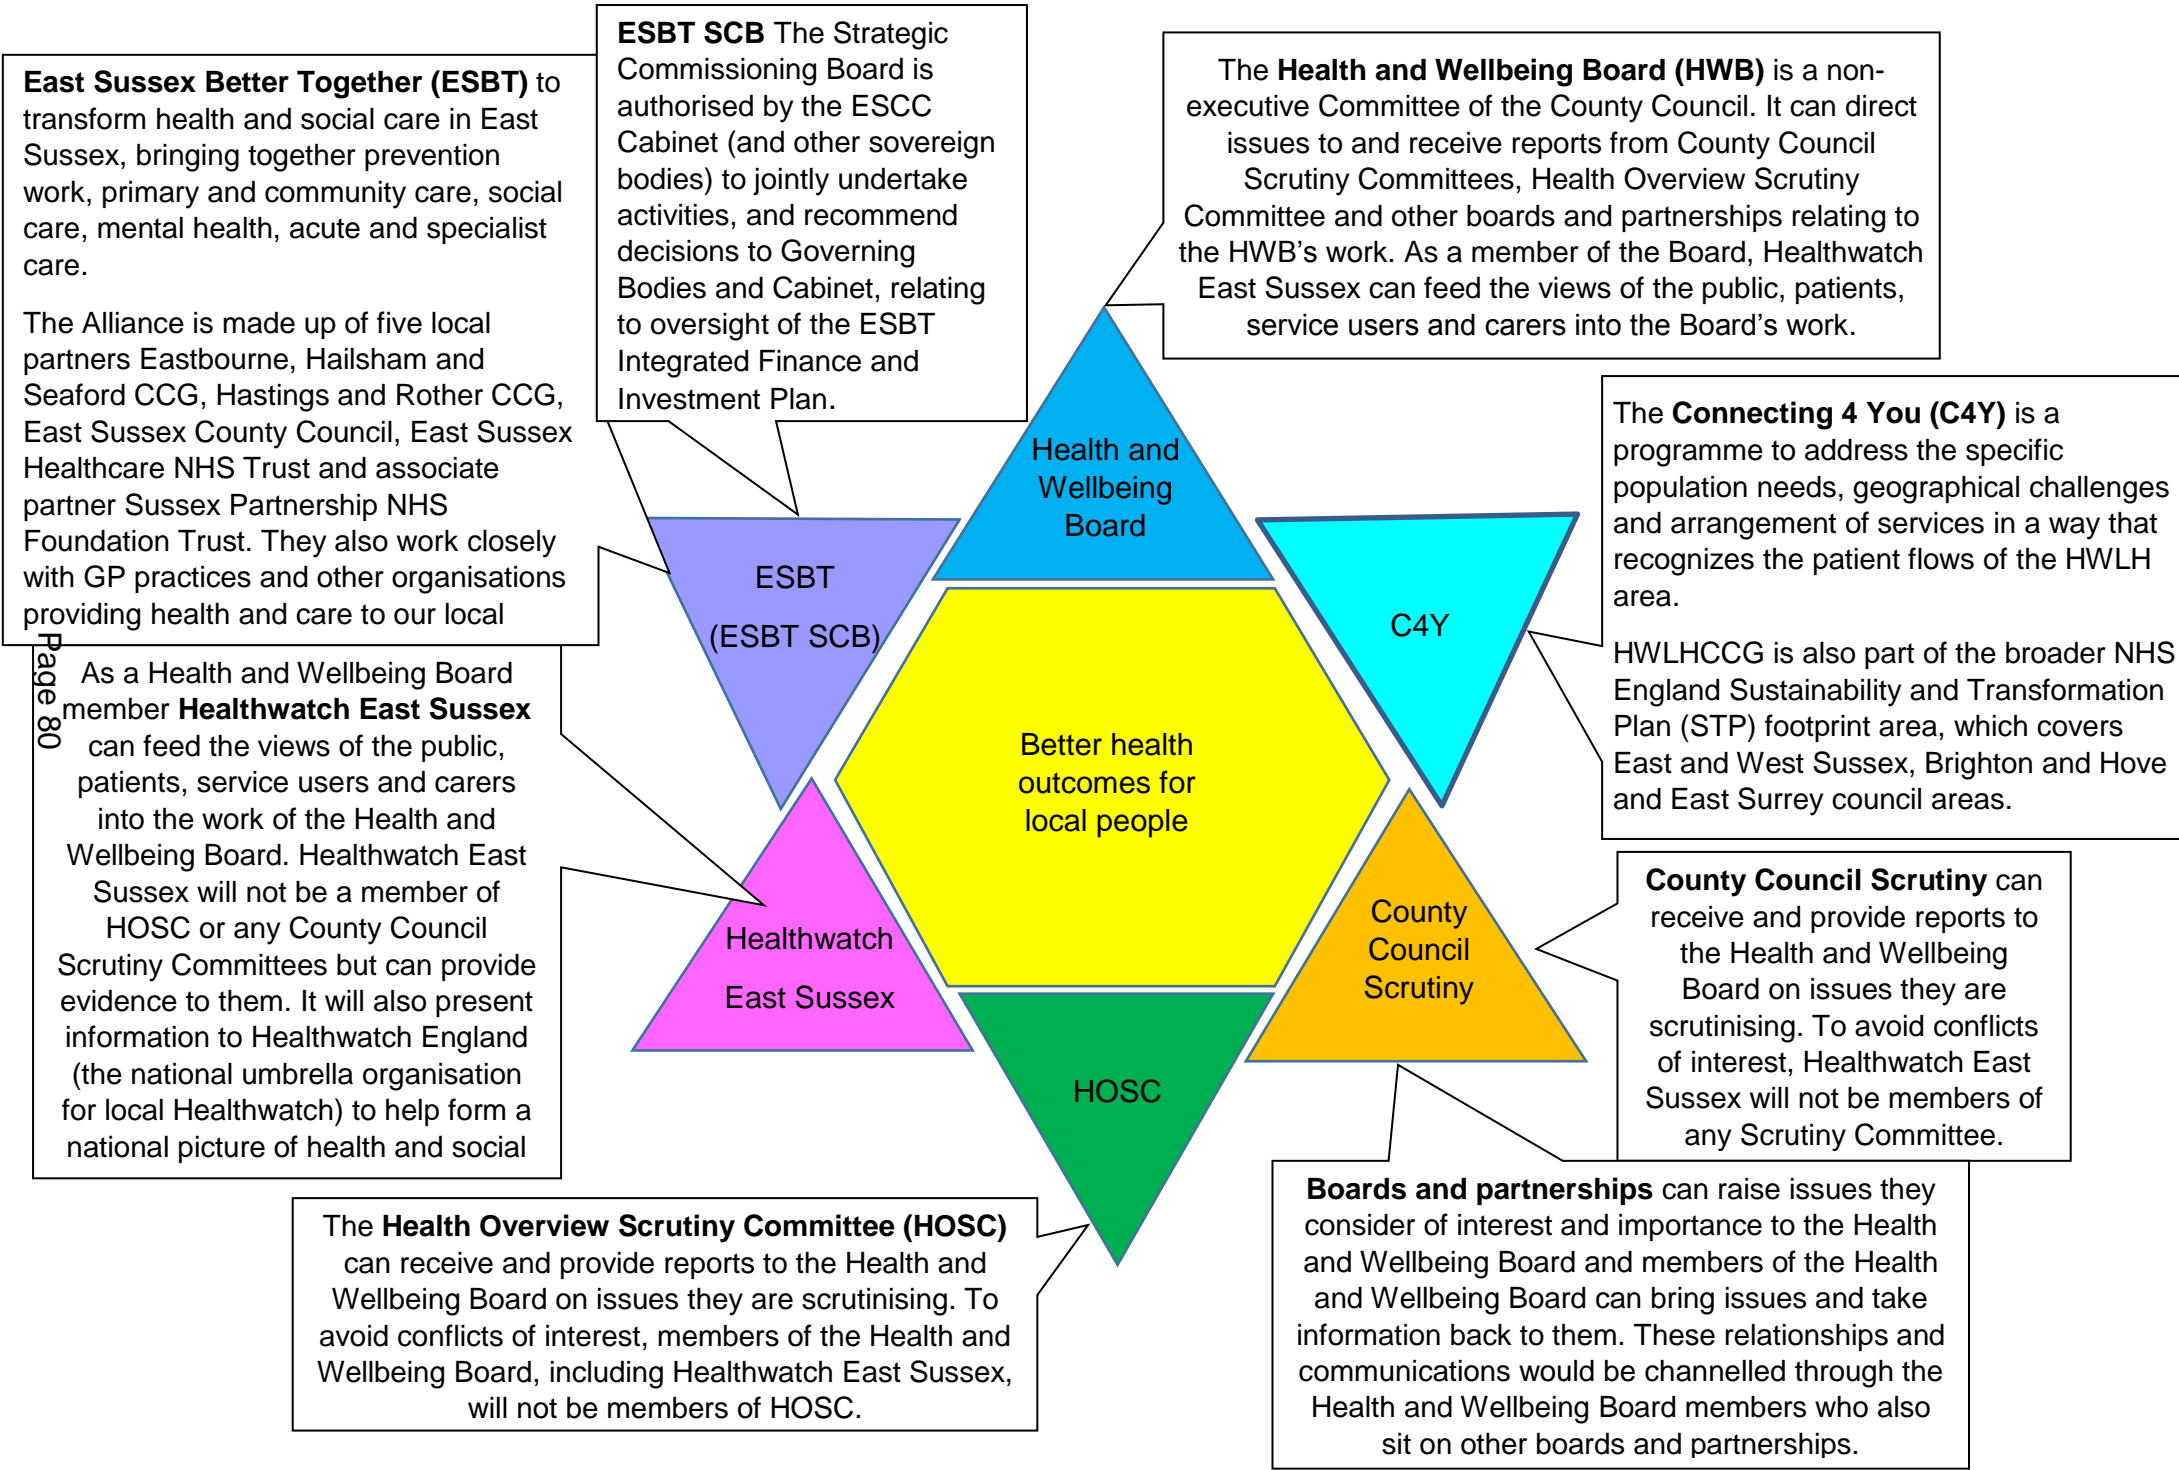 East Sussex Better Together (ESBT) to
transform health and social care in East
Sussex, bringing together prevention
work, primary and community care, social
care, mental health, acute and specialist
care.
The Alliance is made up of five local
partners Eastbourne, Hailsham and
Seaford CCG, Hastings and Rother CCG,
East Sussex County Council, East Sussex
Healthcare NHS Trust and associate
partner Sussex Partnership NHS
Foundation Trust. They also work closely
with GP practices and other organisations
providing health and care to our local
ESBT SCB The Strategic
Commissioning Board is
authorised by the ESCC
Cabinet (and other sovereign
bodies) to jointly undertake
activities, and recommend
decisions to Governing
Bodies and Cabinet, relating
to oversight of the ESBT
Integrated Finance and
Investment Plan.
The Health and Wellbeing Board (HWB) is a non-
executive Committee of the County Council. It can direct
issues to and receive reports from County Council
Scrutiny Committees, Health Overview Scrutiny
Committee and other boards and partnerships relating to
the HWB's work. As a member of the Board, Healthwatch
East Sussex can feed the views of the public, patients,
service users and carers into the Board's work.
The Connecting 4 You (C4Y) is a
programme to address the specific
population needs, geographical challenges
and arrangement of services in a way that
recognizes the patient flows of the HWLH
area.
HWLHCCG is also part of the broader NHS
England Sustainability and Transformation
Plan (STP) footprint area, which covers
East and West Sussex, Brighton and Hove
and East Surrey council areas.
Health and
Wellbeing
Board
ESBT
(ESBT SCB)
C4Y
Better health
outcomes for
local people
Healthwatch
East Sussex
County
Council
Scrutiny
HOSC
Page 80
As a Health and Wellbeing Board
member Healthwatch East Sussex
can feed the views of the public,
patients, service users and carers
into the work of the Health and
Wellbeing Board. Healthwatch East
Sussex will not be a member of
HOSC or any County Council
Scrutiny Committees but can provide
evidence to them. It will also present
information to Healthwatch England
(the national umbrella organisation
for local Healthwatch) to help form a
national picture of health and social
County Council Scrutiny can
receive and provide reports to
the Health and Wellbeing
Board on issues they are
scrutinising. To avoid conflicts
of interest, Healthwatch East
Sussex will not be members of
any Scrutiny Committee.
The Health Overview Scrutiny Committee (HOSC)
can receive and provide reports to the Health and
Wellbeing Board on issues they are scrutinising. To
avoid conflicts of interest, members of the Health and
Wellbeing Board, including Healthwatch East Sussex,
will not be members of HOSC.
Boards and partnerships can raise issues they
consider of interest and importance to the Health
and Wellbeing Board and members of the Health
and Wellbeing Board can bring issues and take
information back to them. These relationships and
communications would be channelled through the
Health and Wellbeing Board members who also
sit on other boards and partnerships.